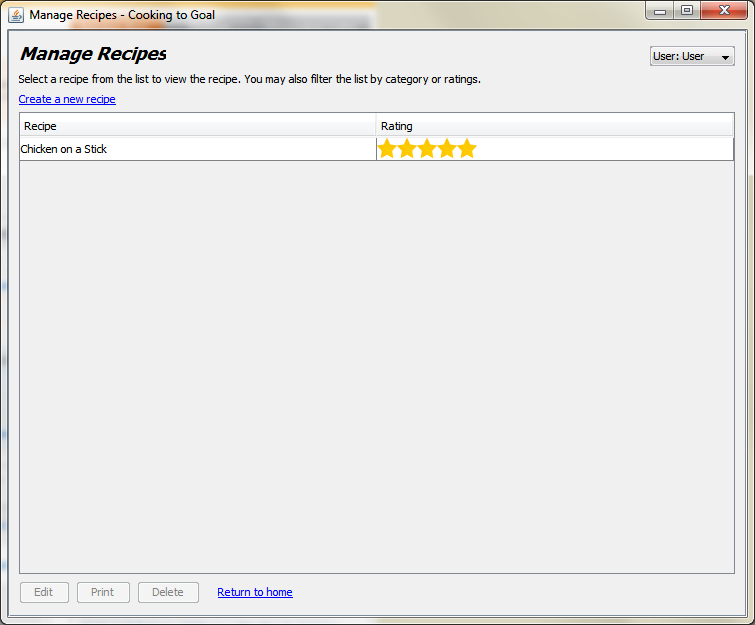 Manage Recipes - Cooking to Goal
Manage Recipes
User: User
Select a recipe from the list to view the recipe. You may also filter the list by category or ratings.
Create a new recipe
Recipe Rating
Chicken on a Stick
Edit Print Delete Return to home